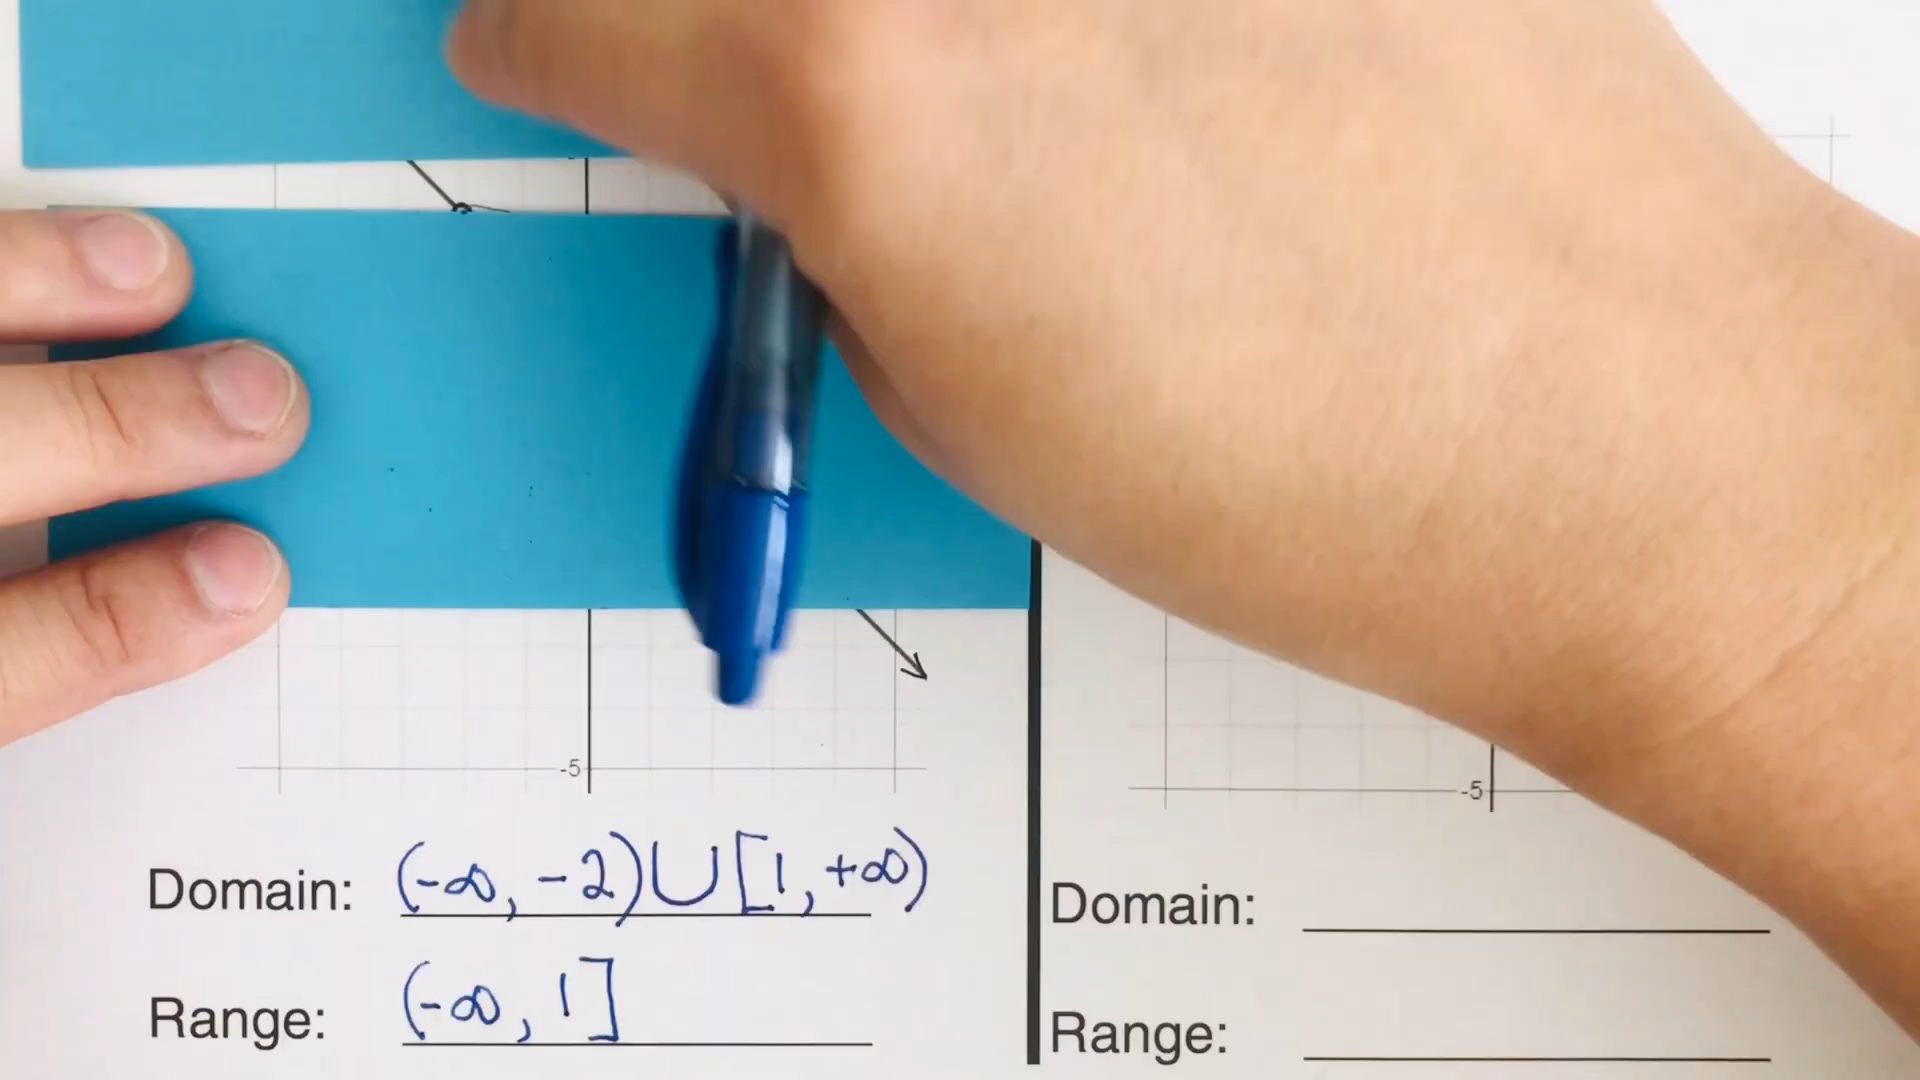 -5
-5
Domain: (-∞, -2)∪[1, +∞)
Range: (-∞, 1]
Domain:
Range: